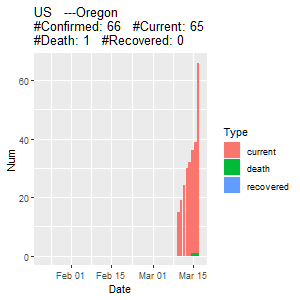 US ---Oregon
#Confirmed: 66 #Current: 65
#Death: 1 #Recovered: 0
Num
60
40
20
0
Feb 01 Feb 15 Mar 01 Mar 15
Date
Type
current
death
recovered